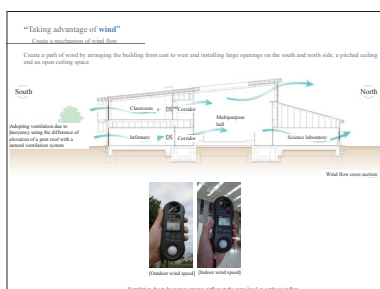 “Taking advantage of wind”
Create a mechanism of wind flow
Create a path of wind by arranging the building from east to west and installing large openings on the south and north side, a pitched ceiling
and an open ceiling space.
South
North
Classroom
DS
Corridor
Multipurpose
hall
Infirmary
DS
Corridor
Science laboratory
Adopting ventilation due to
buoyancy using the difference of
elevation of a pent roof with a
natural ventilation system
Wind flow cross section
[Outdoor wind speed]
[Indoor wind speed]